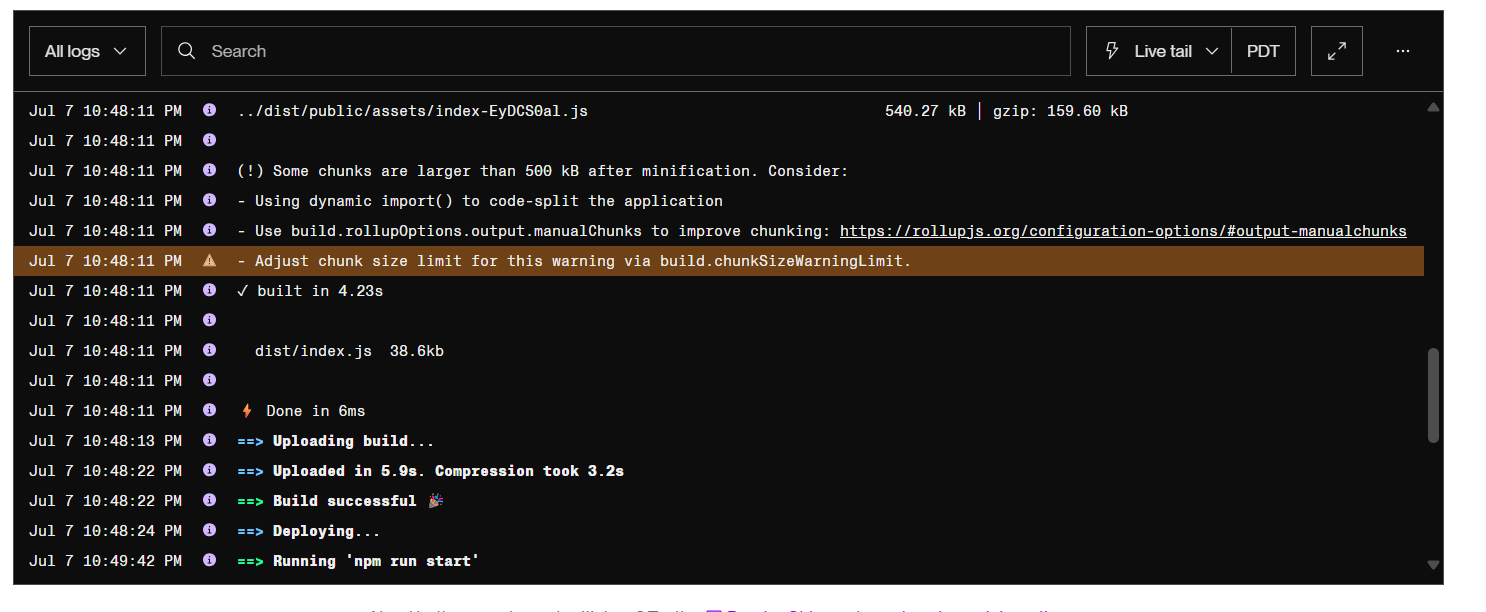 All logs
Search
Live tail
PDT
Jul 7 10:48:11 PM ../dist/public/assets/index-EyDCS0al.js 540.27 kB │ gzip: 159.60 kB
Jul 7 10:48:11 PM
Jul 7 10:48:11 PM (!) Some chunks are larger than 500 kB after minification. Consider:
Jul 7 10:48:11 PM - Using dynamic import() to code-split the application
Jul 7 10:48:11 PM - Use build.rollupOptions.output.manualChunks to improve chunking: https://rollupjs.org/configuration-options/#output-manualchunks
Jul 7 10:48:11 PM - Adjust chunk size limit for this warning via build.chunkSizeWarningLimit.
Jul 7 10:48:11 PM ✓ built in 4.23s
Jul 7 10:48:11 PM
Jul 7 10:48:11 PM dist/index.js 38.6kb
Jul 7 10:48:11 PM
Jul 7 10:48:11 PM ⚡ Done in 6ms
Jul 7 10:48:13 PM ==> Uploading build...
Jul 7 10:48:22 PM ==> Uploaded in 5.9s. Compression took 3.2s
Jul 7 10:48:22 PM ==> Build successful 🎉
Jul 7 10:48:24 PM ==> Deploying...
Jul 7 10:49:42 PM ==> Running 'npm run start'